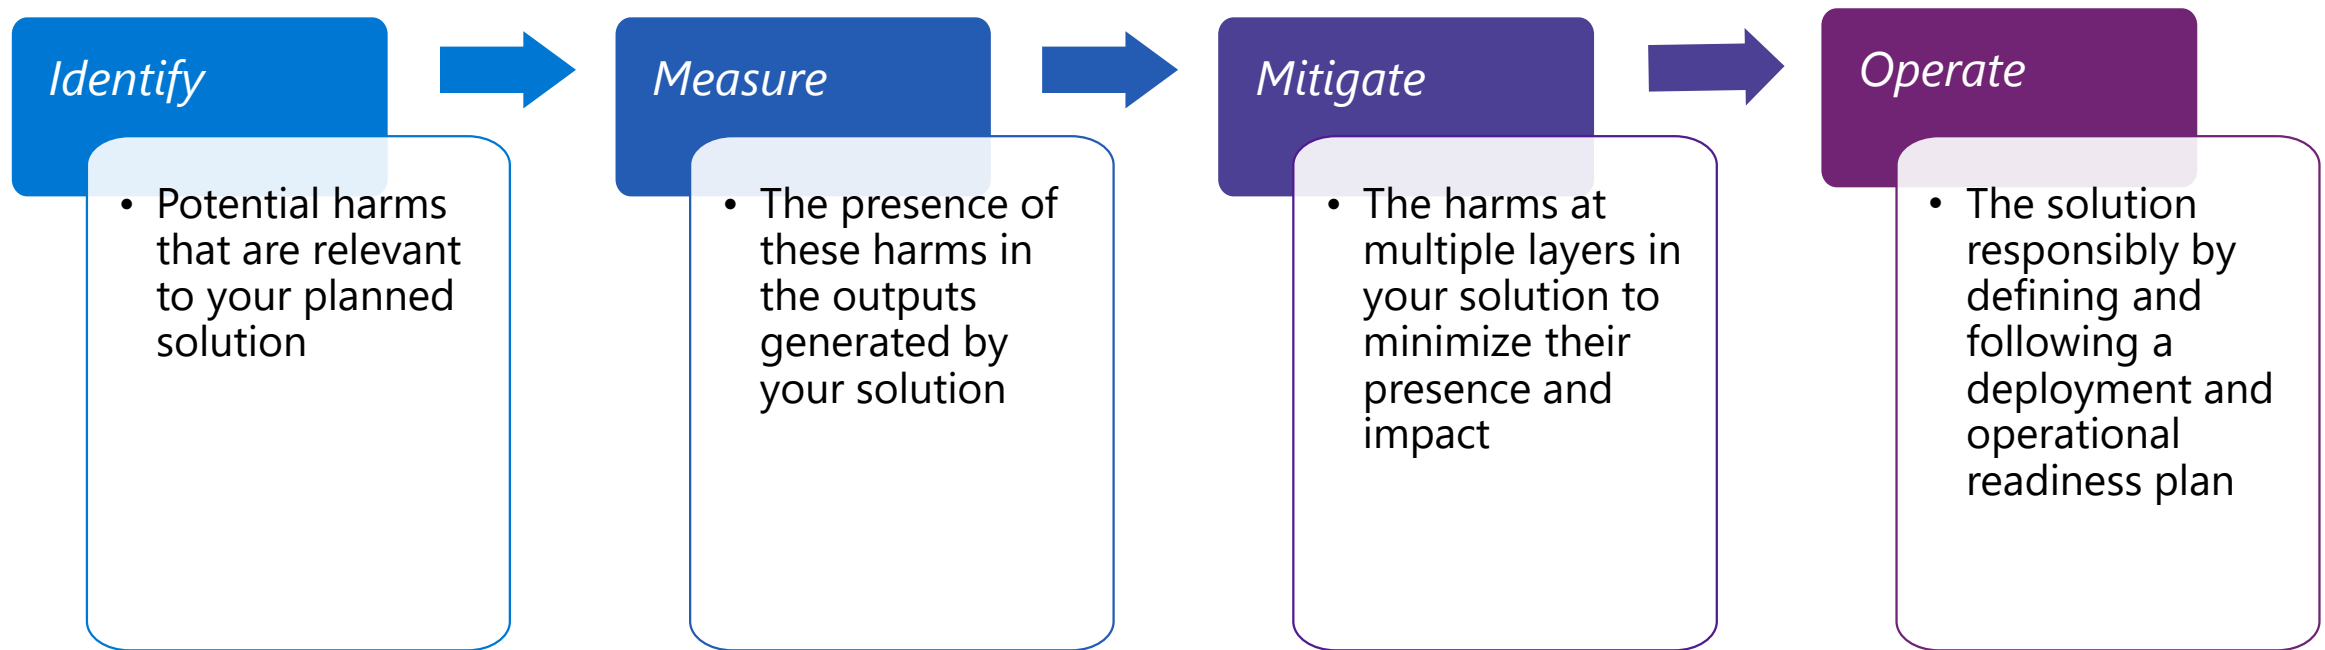 Identify
• Potential harms
that are relevant
to your planned
solution
Measure
• The presence of
these harms in
the outputs
generated by
your solution
Mitigate
• The harms at
multiple layers in
your solution to
minimize their
presence and
impact
Operate
• The solution
responsibly by
defining and
following a
deployment and
operational
readiness plan